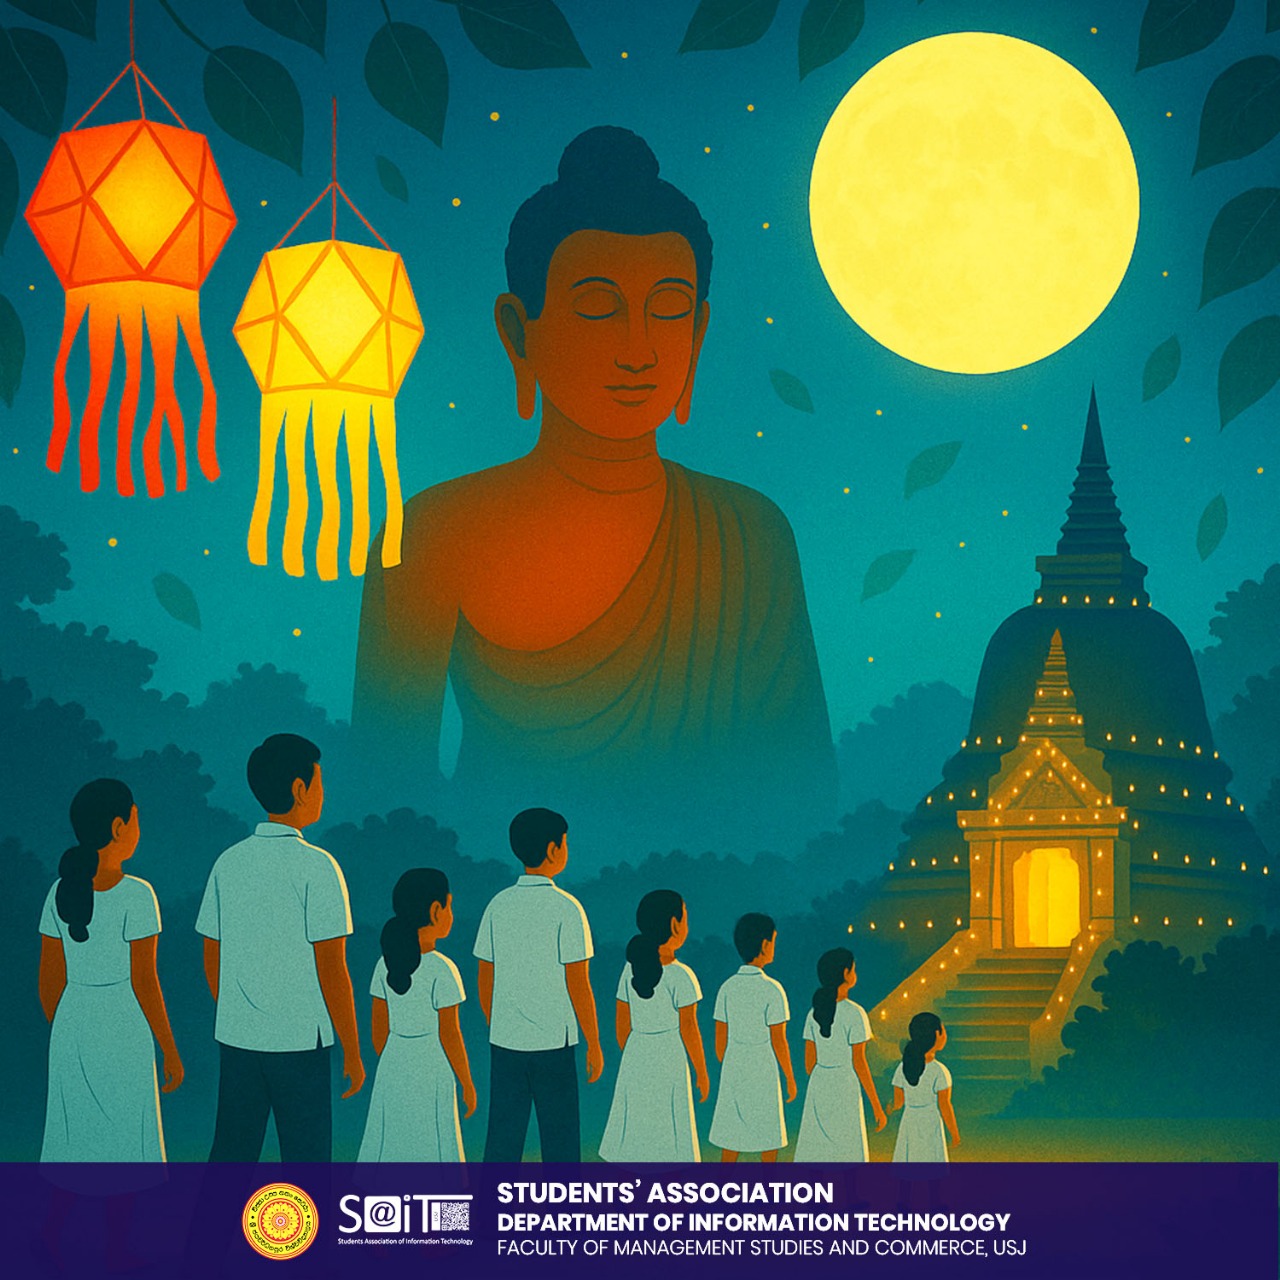 S@iT
Students Association of Information Technology
STUDENTS' ASSOCIATION
DEPARTMENT OF INFORMATION TECHNOLOGY
FACULTY OF MANAGEMENT STUDIES AND COMMERCE, USJ